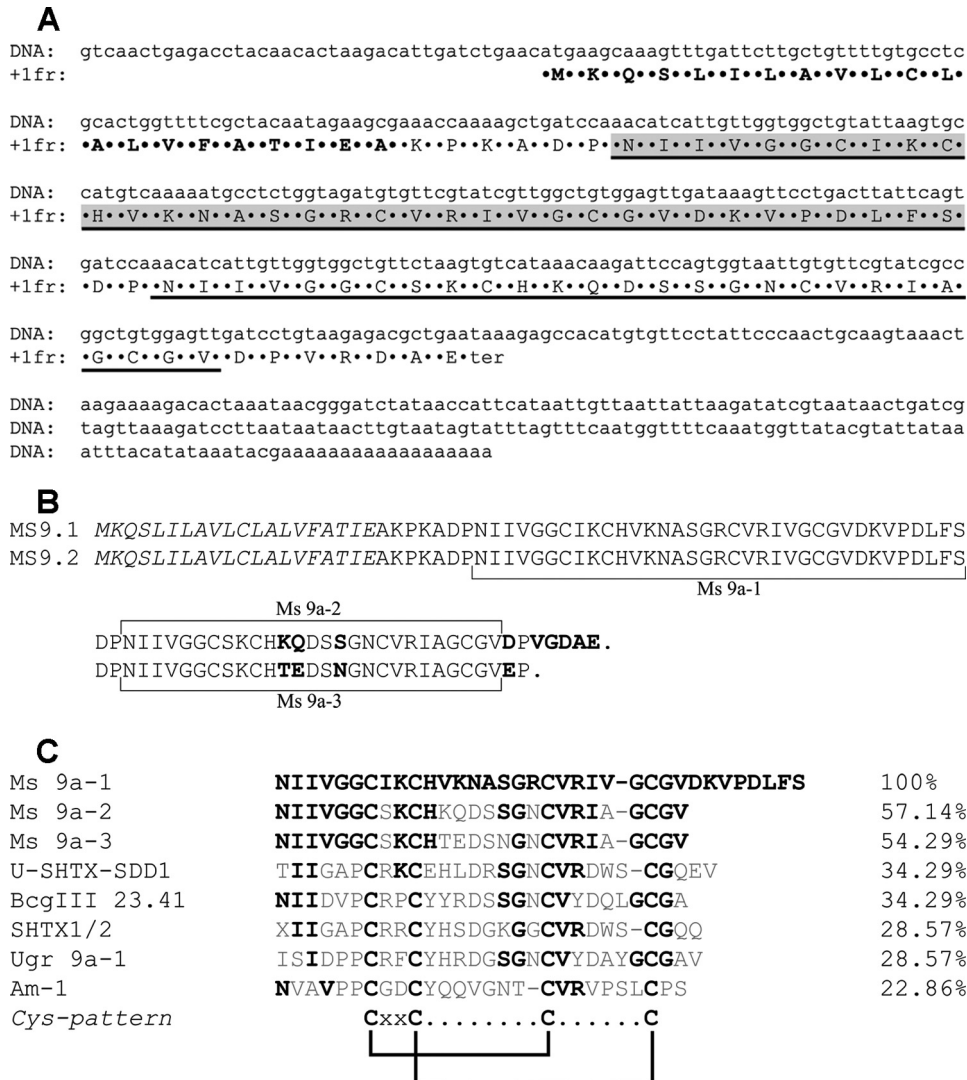 A
DNA: gtcaactgagacctacaacactaagacattgatctgaacatgaagcaaagtttgattcttgctgttttgtgcctc
+1fr: •M••K••Q••S••L••I••L••A••V••L••C••L•
DNA: gcactggttttcgctacaatagaagcgaaaccaaaagctgatccaaacatcattgttggtggctgtattaagtgc
+1fr: •A••L••V••F••A••T••I••E••A••K••P••K••A••D••P••N••I••I••V••G••G••C••I••K••C•
DNA: catgtcaaaaatgcctctggtagatgtgttcgtatcgttggctgtggagttgataaagttcctgacttattcagt
+1fr: •H••V••K••N••A••S••G••R••C••V••R••I••V••G••C••G••V••D••K••V••P••D••L••F••S•
DNA: gatccaaacatcattgttggtggctgttctaagtgtcataaacaagattccagtggtaattgtgttcgtatcgcc
+1fr: •D••P••N••I••I••V••G••G••C••S••K••C••H••K••Q••D••S••S••G••N••C••V••R••I••A•
DNA: ggctgtggagttgatcctgtaagagacgctgaataaagagccacatgtgttcctattcccaactgcaagtaaact
+1fr: •G••C••G••V••D••P••V••R••D••A••E•ter
DNA: aagaaaagacactaaataacgggatctataaccattcataattgttaattattaagatatcgtaataactgatcg
DNA: tagttaaagatccttaataataacttgtaatagtatttagtttcaatggttttcaaatggttatacgtattataa
DNA: atttacatataaatacgaaaaaaaaaaaaaaaaaa
B
MS9.1 MKQSLILAVLCLALVFATIEAKPKADPNIIVGGCIKCHVKNASGRCVRIVGCGVDKVPDLFS
MS9.2 MKQSLILAVLCLALVFATIEAKPKADPNIIVGGCIKCHVKNASGRCVRIVGCGVDKVPDLFS
Ms 9a-1
Ms 9a-2
DPNIIVGGCSKCHKQDSSGNCVRIAGCGVDPVGDAE.
DPNIIVGGCSKCHTEDSNGNCVRIAGCGVEP.
Ms 9a-3
C
Ms 9a-1 NIIVGGCIKCHVKNASGRCVRIV-GCGVDKVPDLFS 100%
Ms 9a-2 NIIVGGCSKCHKQDSSGNCVRIA-GCGV 57.14%
Ms 9a-3 NIIVGGCSKCHTEDSNGNCVRIA-GCGV 54.29%
U-SHTX-SDD1 TIIGAPCRKCEHLDRSGNCVRDWS-CGQEV 34.29%
BcgIII 23.41 NIIDVPCRPCYYRDSSGNCVYDQLGCGA 34.29%
SHTX1/2 XIIGAPCRRCYHSDGKGGCVRDWS-CGQQ 28.57%
Ugr 9a-1 ISIDPPCRFCYHRDGSGNCVYDAYGCGAV 28.57%
Am-1 NVAVPPCGDCYQQVGNT-CVRVPSLCPS 22.86%
Cys-pattern CxxC........C......C